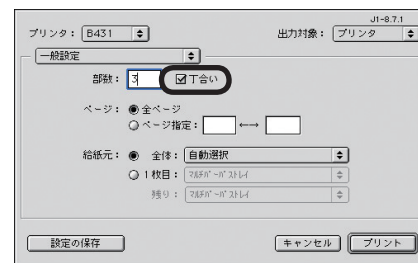 J1-8.7.1
プリンタ： B431 出力対象： プリンタ
一般設定
部数： 3 丁合い
ページ： 全ページ
ページ指定： ←→
給紙元： 全体： 自動選択
1 枚目： ﾏﾙﾁﾊﾟｰﾊﾟｽﾄﾚｲ
残り： ﾏﾙﾁﾊﾟｰﾊﾟｽﾄﾚｲ
設定の保存 キャンセル プリント